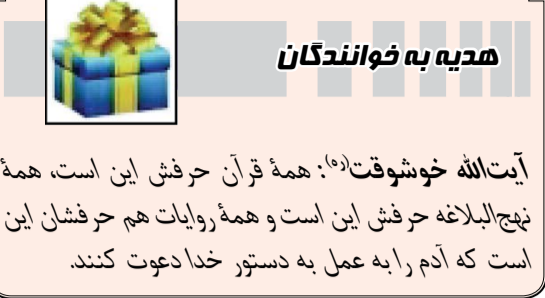 هدیه به خوانندگان
آیت‌الله خوشوقت(ره): همهٔ قرآن حرفش این است، همهٔ
نهج‌البلاغه حرفش این است و همهٔ روایات هم حرفشان این
است که آدم را به عمل به دستور خدا دعوت کنند.